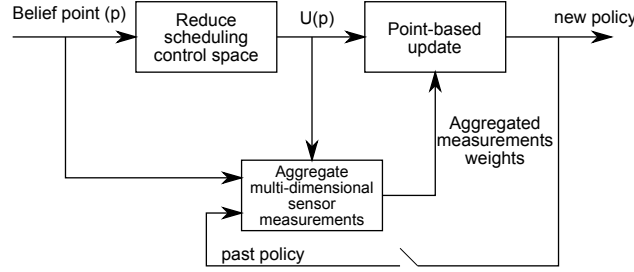 Belief point (p)
Reduce
scheduling
control space
U(p)
Point-based
update
new policy
Aggregated
measurements
weights
Aggregate
multi-dimensional
sensor
measurements
past policy